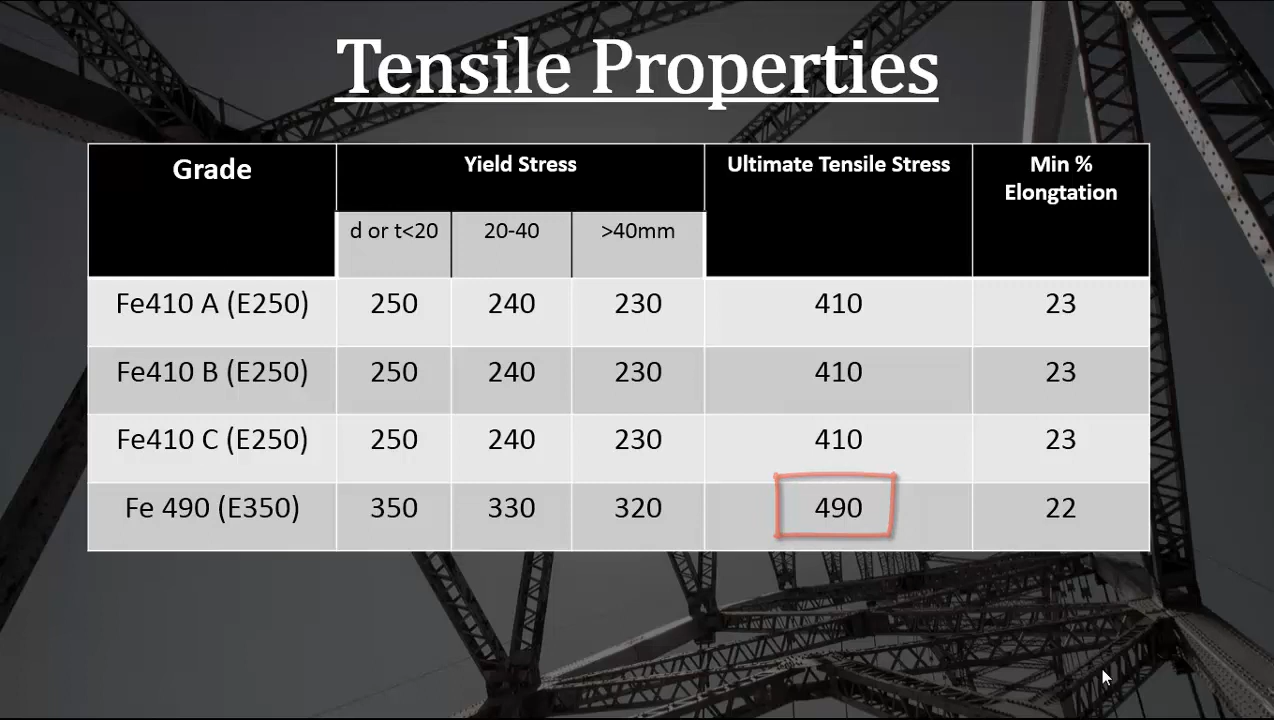 Tensile Properties
Grade Yield Stress Ultimate Tensile Stress Min %
Elongtation
d or t<20 20-40 >40mm
Fe410 A (E250) 250 240 230 410 23
Fe410 B (E250) 250 240 230 410 23
Fe410 C (E250) 250 240 230 410 23
Fe 490 (E350) 350 330 320 490 22